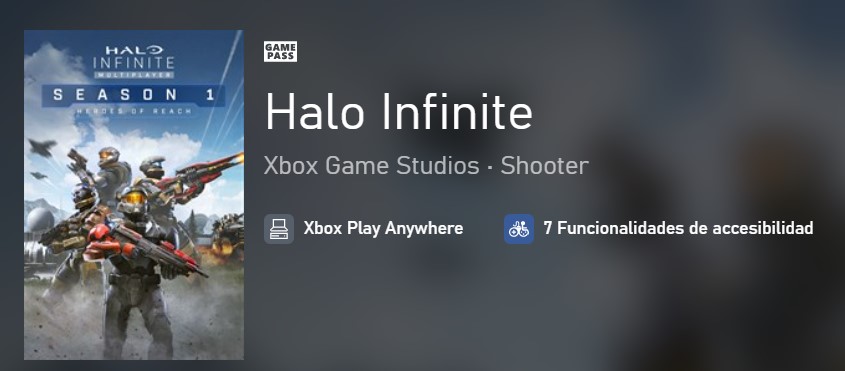 HALO
INFINITE
MULTIPLAYER
SEASON 1
HEROES OF REACH
GAME
PASS
Halo Infinite
Xbox Game Studios · Shooter
Xbox Play Anywhere
7 Funcionalidades de accesibilidad